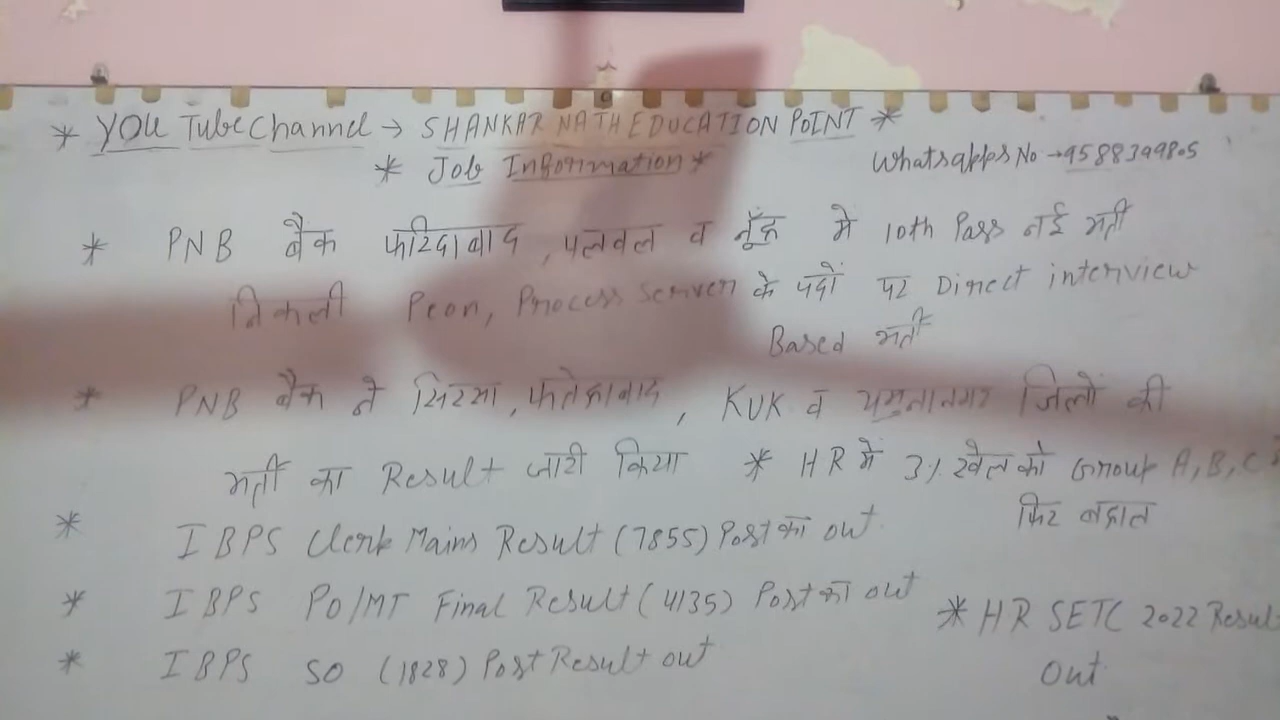 * YOU Tube Channel → SHANKAR NATH EDUCATION POINT *
* Job Information *
Whatsapps No → 9588399805
* PNB बैंक फरिदाबाद , पलवल व नूँह मे 10th Pass नई भर्ती
निकली Peon, Process Server के पदों पर Direct interview
Based भर्ती
* PNB बैंक ने सिरसा , फतेहाबाद , KUK व यमुनानगर जिलों की
भर्ती का Result जारी किया
* HR मे 3% खेल को Group A, B, C
फिर बहाल
* IBPS Clerk Mains Result (7855) Post का out
* IBPS PO/MT Final Result (4135) Post का out
* IBPS SO (1828) Post Result out
* HR SETC 2022 Resul
Out